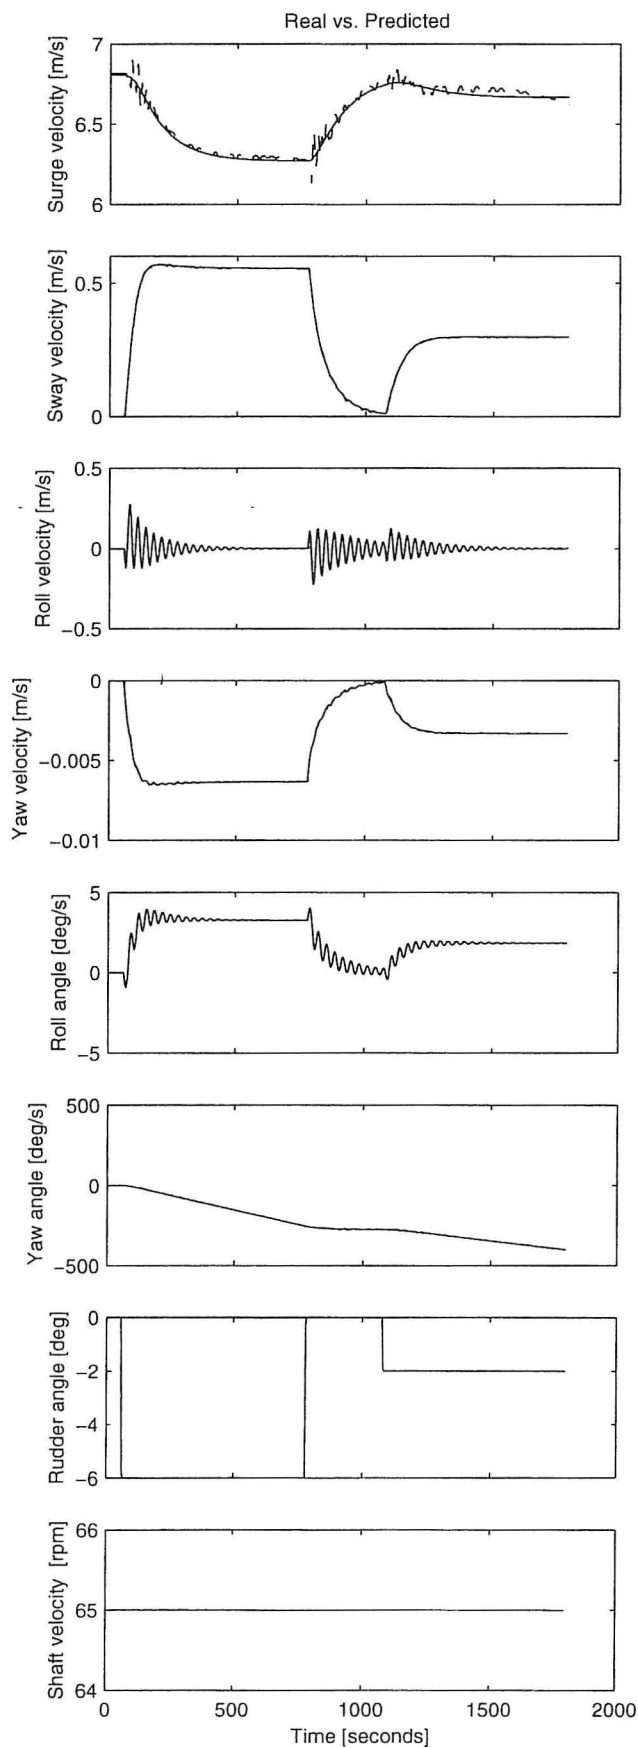 Real vs. Predicted
Surge velocity [m/s]
7
6.5
6
Sway velocity [m/s]
0.5
0
Roll velocity [m/s]
0.5
0
−0.5
Yaw velocity [m/s]
0
−0.005
−0.01
Roll angle [deg/s]
5
0
−5
Yaw angle [deg/s]
500
0
−500
Rudder angle [deg]
0
−2
−4
−6
Shaft velocity [rpm]
66
65
64
0 500 1000 1500 2000
Time [seconds]